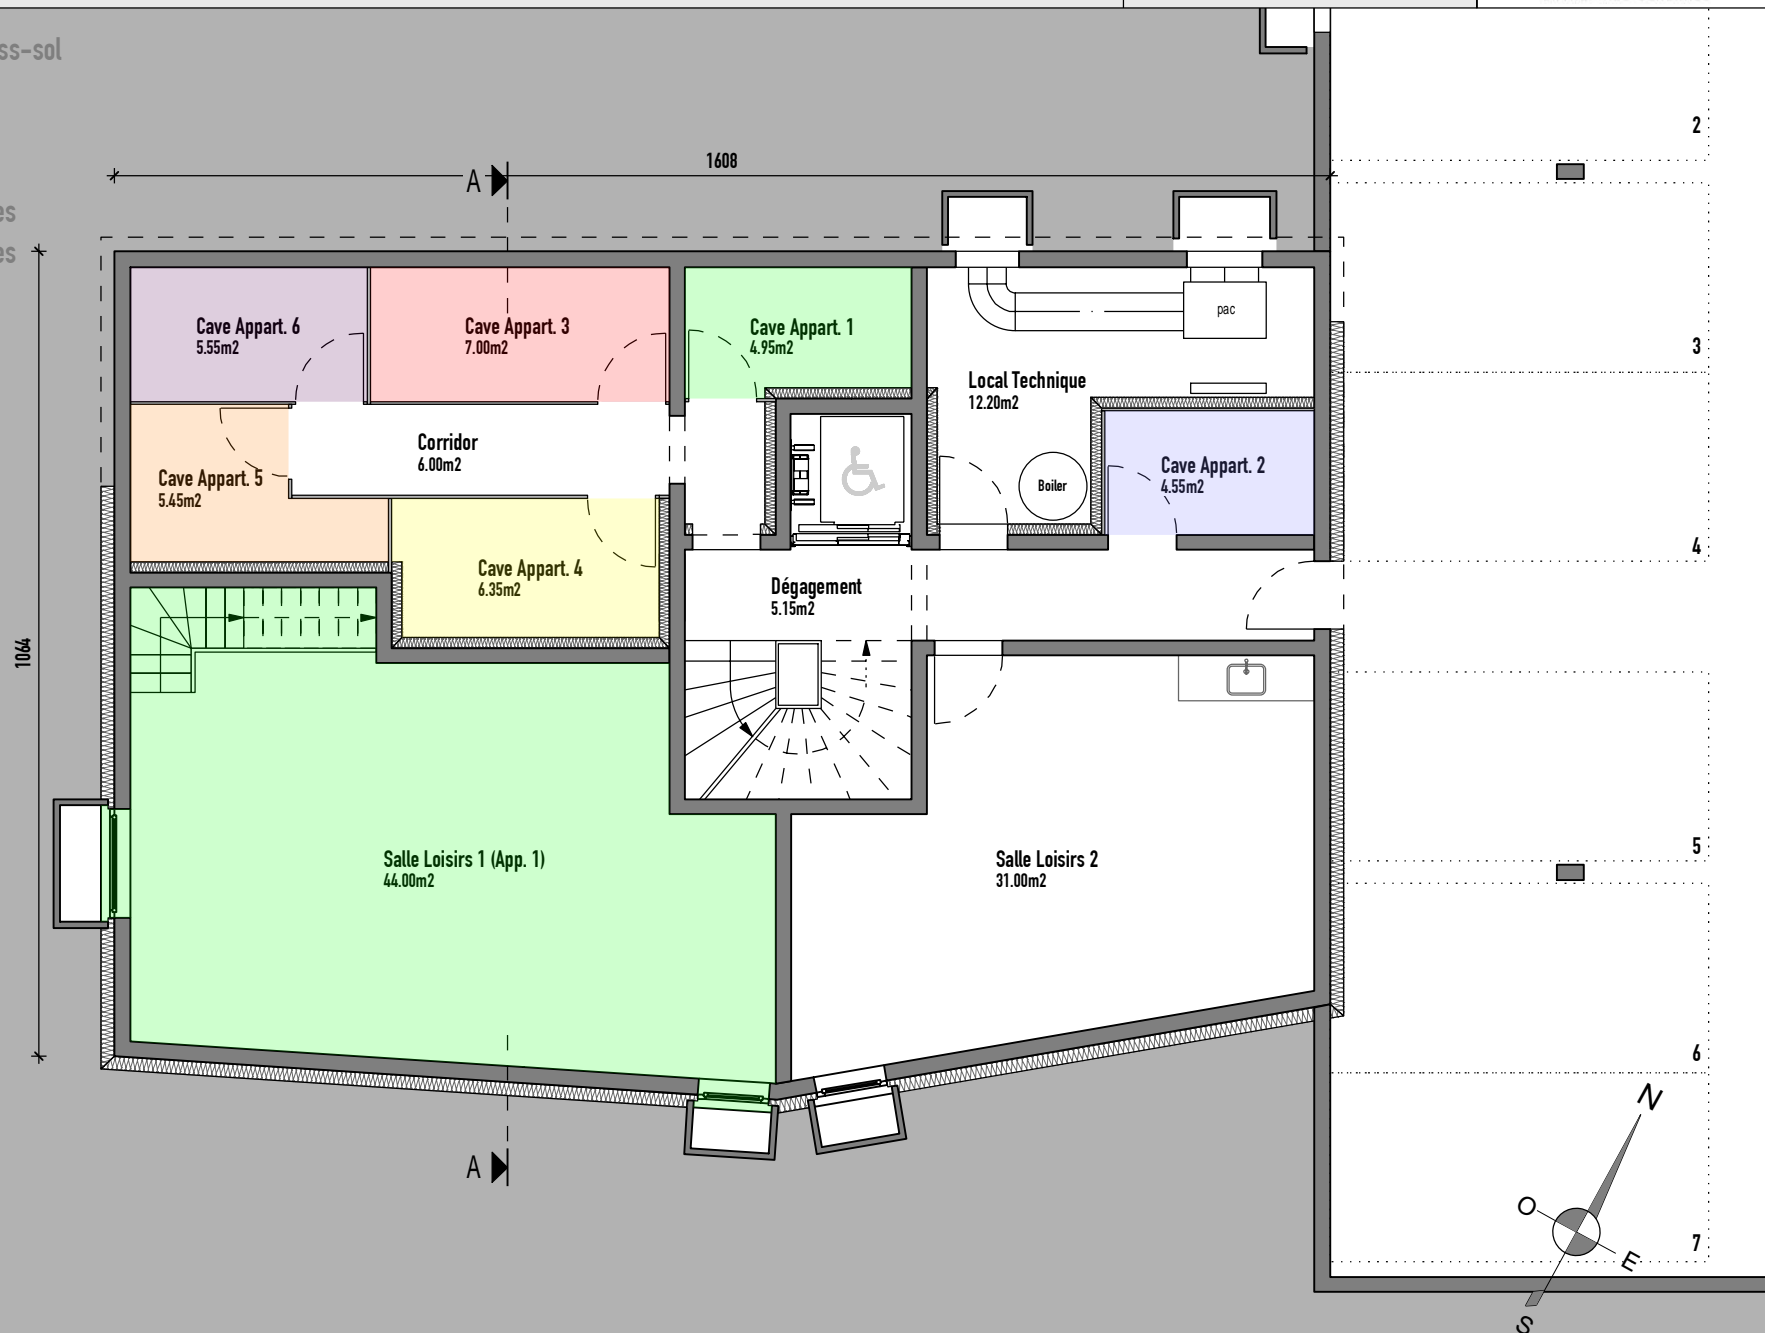 ss-sol
es
es
1608
A
2
3
4
5
6
7
1064
Cave Appart. 6
5.55m2
Cave Appart. 3
7.00m2
Cave Appart. 1
4.95m2
pac
Local Technique
12.20m2
Corridor
6.00m2
Cave Appart. 5
5.45m2
Boiler
Cave Appart. 2
4.55m2
Cave Appart. 4
6.35m2
Dégagement
5.15m2
Salle Loisirs 1 (App. 1)
44.00m2
Salle Loisirs 2
31.00m2
A
N
O
E
S